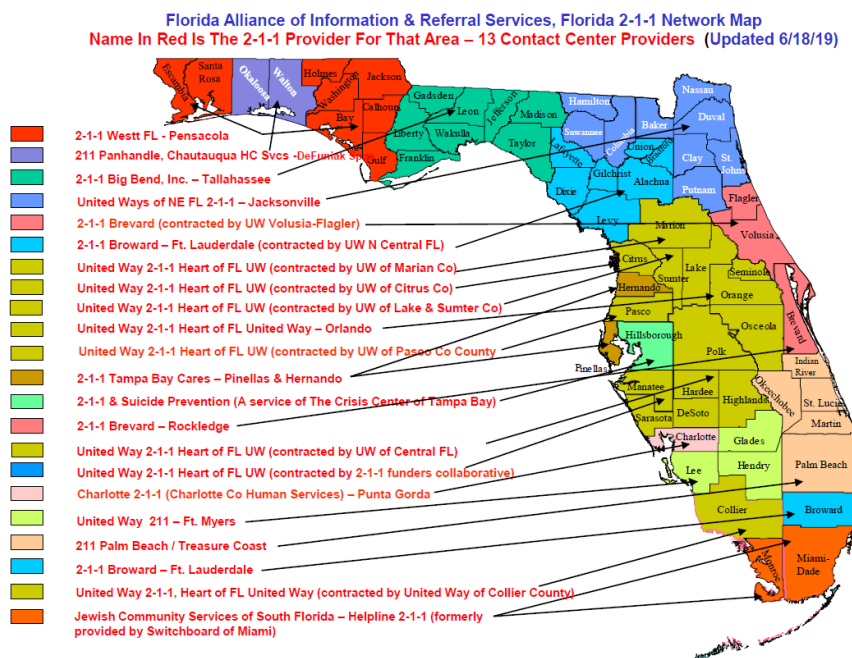 Florida Alliance of Information & Referral Services, Florida 2-1-1 Network Map
Name In Red Is The 2-1-1 Provider For That Area – 13 Contact Center Providers (Updated 6/18/19)
2-1-1 Westt FL - Pensacola
211 Panhandle, Chautauqua HC Svcs -DeFuniak
2-1-1 Big Bend, Inc. – Tallahassee
United Ways of NE FL 2-1-1 – Jacksonville
2-1-1 Brevard (contracted by UW Volusia-Flagler)
2-1-1 Broward – Ft. Lauderdale (contracted by UW N Central FL)
United Way 2-1-1 Heart of FL UW (contracted by UW of Marian Co)
United Way 2-1-1 Heart of FL UW (contracted by UW of Citrus Co)
United Way 2-1-1 Heart of FL UW (contracted by UW of Lake & Sumter Co)
United Way 2-1-1 Heart of FL United Way – Orlando
United Way 2-1-1 Heart of FL UW (contracted by UW of Pasco Co County
2-1-1 Tampa Bay Cares – Pinellas & Hernando
2-1-1 & Suicide Prevention (A service of The Crisis Center of Tampa Bay)
2-1-1 Brevard – Rockledge
United Way 2-1-1 Heart of FL UW (contracted by UW of Central FL)
United Way 2-1-1 Heart of FL UW (contracted by 2-1-1 funders collaborative)
Charlotte 2-1-1 (Charlotte Co Human Services) – Punta Gorda
United Way 211 – Ft. Myers
211 Palm Beach / Treasure Coast
2-1-1 Broward – Ft. Lauderdale
United Way 2-1-1, Heart of FL United Way (contracted by United Way of Collier County)
Jewish Community Services of South Florida – Helpline 2-1-1 (formerly
provided by Switchboard of Miami)
Escambia
Santa
Rosa
Okaloosa
Walton
Holmes
Washington
Jackson
Bay
Calhoun
Gulf
Gadsden
Liberty
Franklin
Leon
Wakulla
Jefferson
Madison
Taylor
Hamilton
Suwannee
Columbia
Baker
Nassau
Duval
Lafayette
Union
Bradford
Clay
St.
Johns
Gilchrist
Dixie
Alachua
Putnam
Levy
Flagler
Volusia
Marion
Citrus
Sumter
Lake
Seminole
Hernando
Orange
Pasco
Osceola
Brevard
Hillsborough
Pinellas
Polk
Indian
River
Manatee
Hardee
Highlands
Okeechobee
St. Lucie
Sarasota
DeSoto
Martin
Charlotte
Glades
Lee
Hendry
Palm Beach
Collier
Broward
Monroe
Miami-
Dade